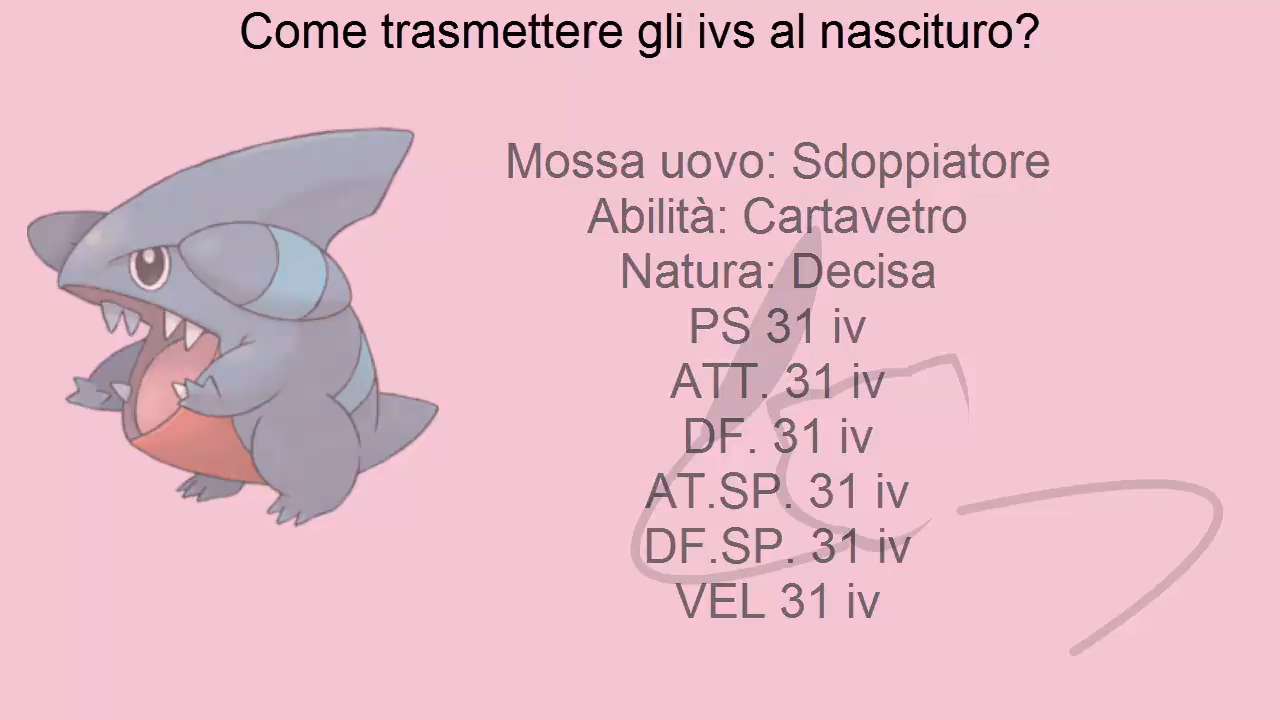 Come trasmettere gli ivs al nascituro?
Mossa uovo: Sdoppiatore
Abilità: Cartavetro
Natura: Decisa
PS 31 iv
ATT. 31 iv
DF. 31 iv
AT.SP. 31 iv
DF.SP. 31 iv
VEL 31 iv